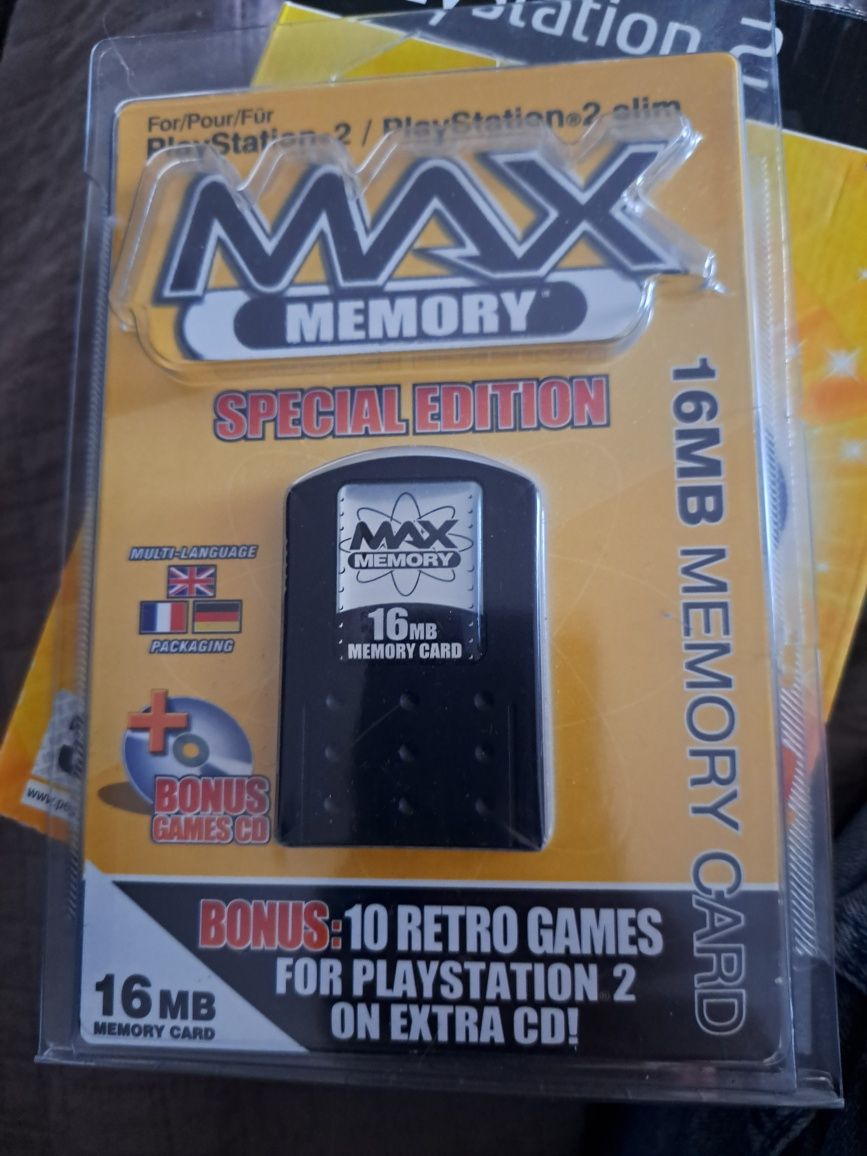 For/Pour/Für
PlayStation®2 / PlayStation®2 slim
MAX
MEMORY™
SPECIAL EDITION
16MB MEMORY CARD
MULTI-LANGUAGE
PACKAGING
MAX
MEMORY
16MB
MEMORY CARD
BONUS
GAMES CD
www.
BONUS: 10 RETRO GAMES
FOR PLAYSTATION® 2
ON EXTRA CD!
16MB
MEMORY CARD